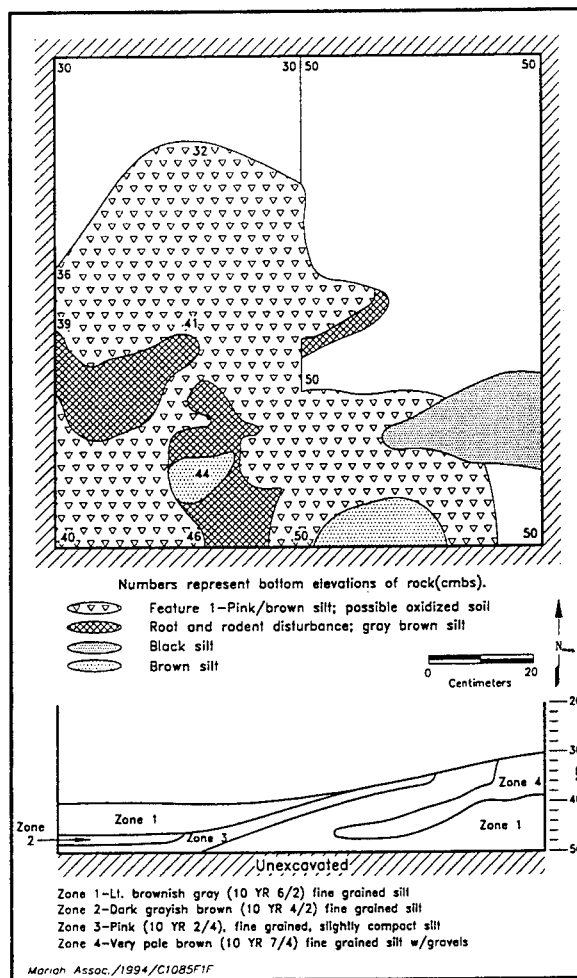 30 30 50 50
32
36
39 41
50
44
40 46 50 50
Numbers represent bottom elevations of rock(cmbs).
Feature 1-Pink/brown silt; possible oxidized soil
Root and rodent disturbance; gray brown silt
Black silt
Brown silt
N
0 20
Centimeters
20
30
40
50
Zone 1
Zone 2
Zone 3
Zone 4
Zone 1
Unexcavated
Zone 1-Lt. brownish gray (10 YR 6/2) fine grained silt
Zone 2-Dark grayish brown (10 YR 4/2) fine grained silt
Zone 3-Pink (10 YR 2/4), fine grained, slightly compact silt
Zone 4-Very pale brown (10 YR 7/4) fine grained silt w/gravels
Mariah Assoc./1994/C1085F1F